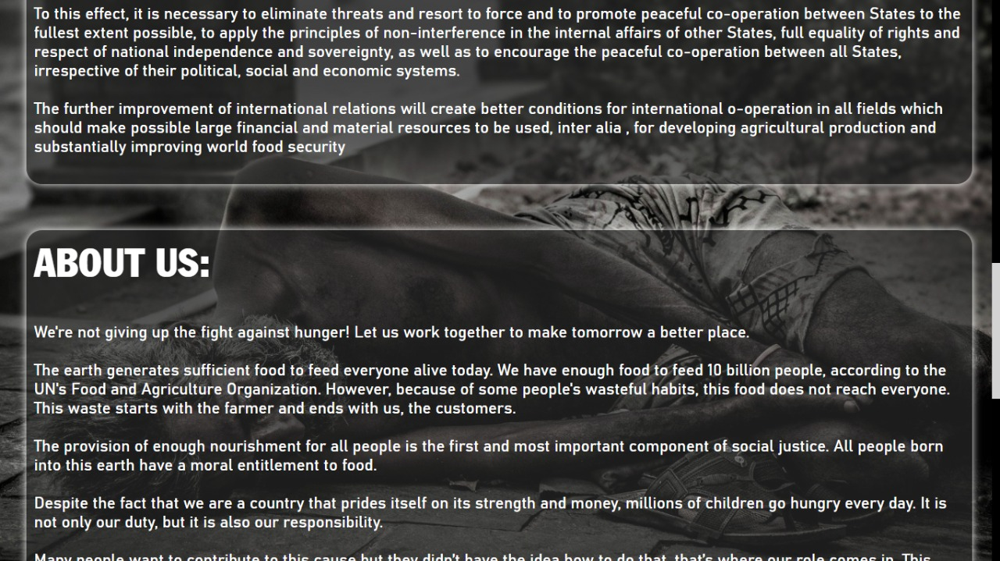 To this effect, it is necessary to eliminate threats and resort to force and to promote peaceful co-operation between States to the
fullest extent possible, to apply the principles of non-interference in the internal affairs of other States, full equality of rights and
respect of national independence and sovereignty, as well as to encourage the peaceful co-operation between all States,
irrespective of their political, social and economic systems.
The further improvement of international relations will create better conditions for international o-operation in all fields which
should make possible large financial and material resources to be used, inter alia , for developing agricultural production and
substantially improving world food security
ABOUT US:
We're not giving up the fight against hunger! Let us work together to make tomorrow a better place.
The earth generates sufficient food to feed everyone alive today. We have enough food to feed 10 billion people, according to the
UN's Food and Agriculture Organization. However, because of some people's wasteful habits, this food does not reach everyone.
This waste starts with the farmer and ends with us, the customers.
The provision of enough nourishment for all people is the first and most important component of social justice. All people born
into this earth have a moral entitlement to food.
Despite the fact that we are a country that prides itself on its strength and money, millions of children go hungry every day. It is
not only our duty, but it is also our responsibility.
Many people want to contribute to this cause but they didn't have the idea how to do that, that's where our role comes in. This